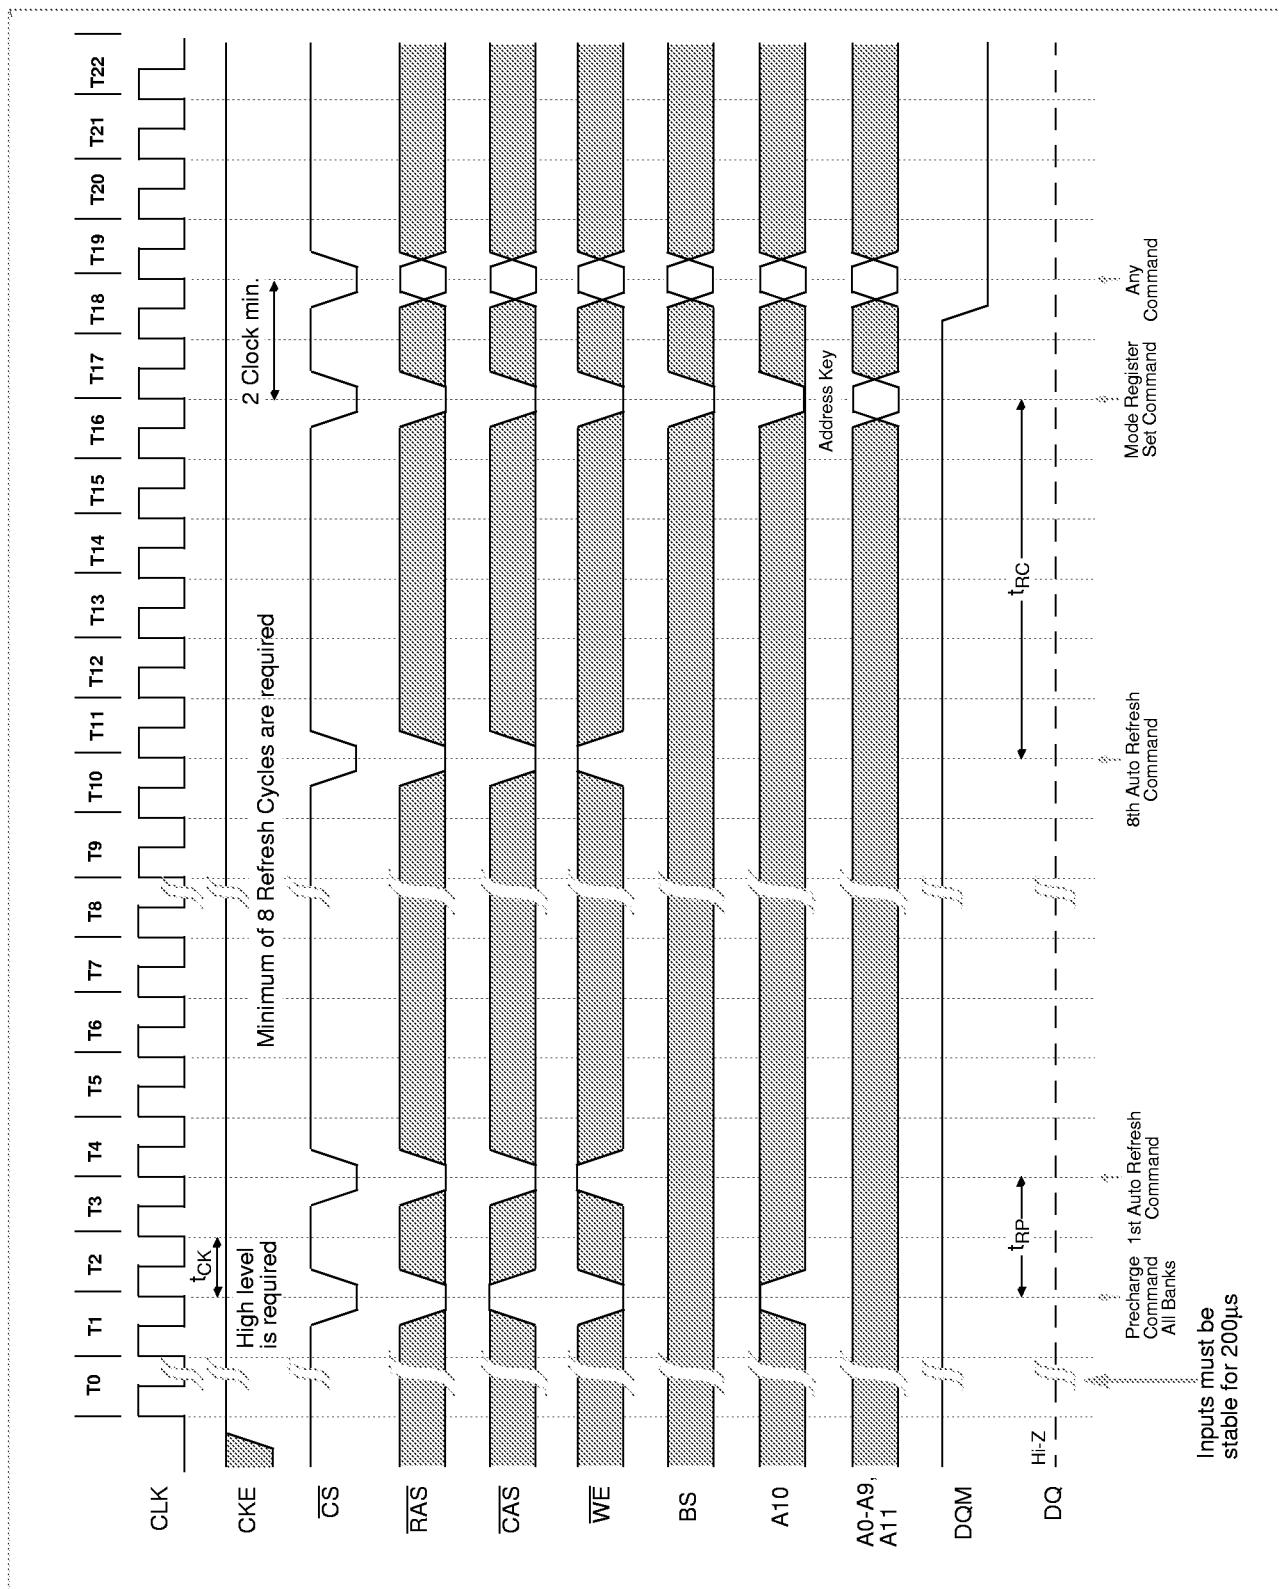 T0 T1 T2 T3 T4 T5 T6 T7 T8 T9 T10 T11 T12 T13 T14 T15 T16 T17 T18 T19 T20 T21 T22
CLK
tCK
CKE
High level
is required
Minimum of 8 Refresh Cycles are required
2 Clock min.
CS
RAS
CAS
WE
BS
A10
Address Key
A0-A9,
A11
DQM
tRP
tRC
DQ
Hi-Z
Precharge
Command
All Banks
1st Auto Refresh
Command
8th Auto Refresh
Command
Mode Register
Set Command
Any
Command
Inputs must be
stable for 200µs